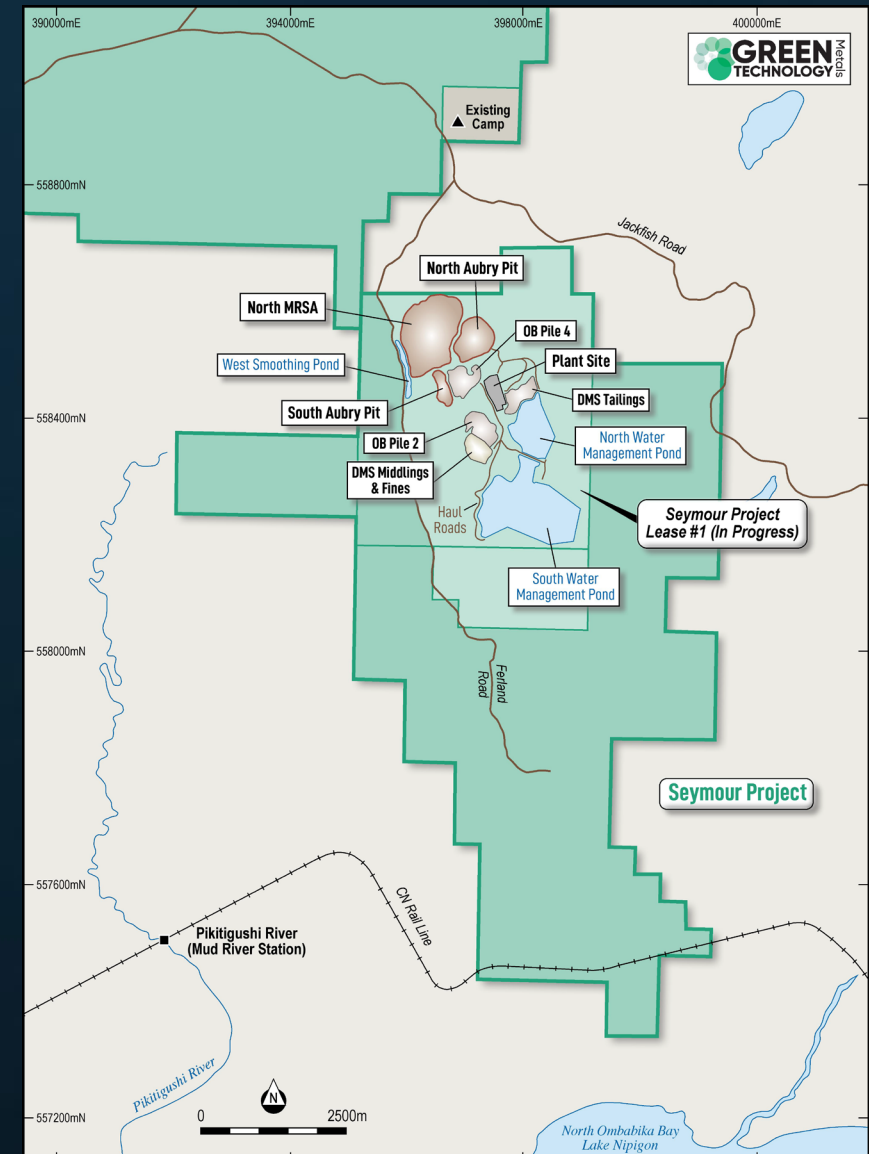 390000mE
394000mE
398000mE
400000mE
GREEN
TECHNOLOGY
Metals
Existing
Camp
558800mN
Jackfish Road
North Aubry Pit
North MRSA
OB Pile 4
West Smoothing Pond
Plant Site
DMS Tailings
South Aubry Pit
558400mN
OB Pile 2
North Water
Management Pond
DMS Middlings
& Fines
Haul
Roads
Seymour Project
Lease #1 (In Progress)
South Water
Management Pond
558000mN
Ferland
Road
Seymour Project
557600mN
CN Rail Line
Pikitigushi River
(Mud River Station)
Pikitigushi River
N
0
2500m
557200mN
North Ombabika Bay
Lake Nipigon